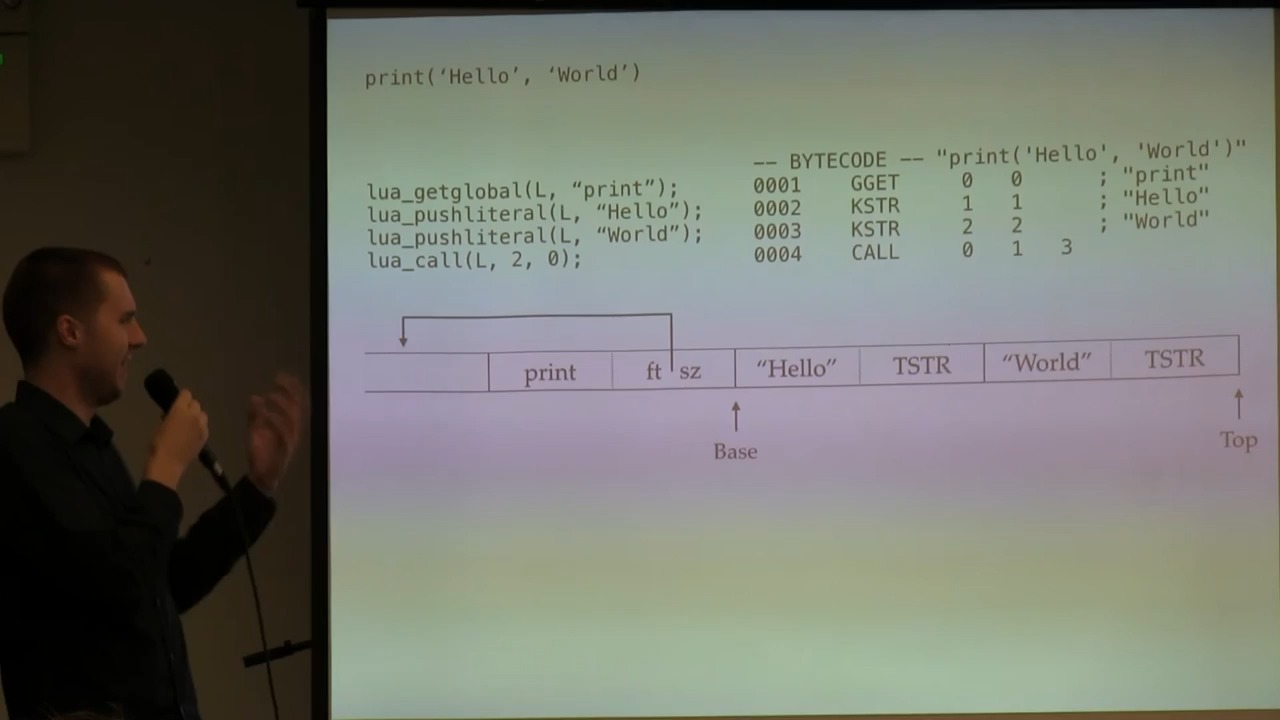 print(‘Hello’, ‘World’)
lua_getglobal(L, “print”);
lua_pushliteral(L, “Hello”);
lua_pushliteral(L, “World”);
lua_call(L, 2, 0);
-- BYTECODE -- "print('Hello', 'World')"
0001 GGET 0 0 ; "print"
0002 KSTR 1 1 ; "Hello"
0003 KSTR 2 2 ; "World"
0004 CALL 0 1 3
print ft sz “Hello” TSTR “World” TSTR
Base
Top